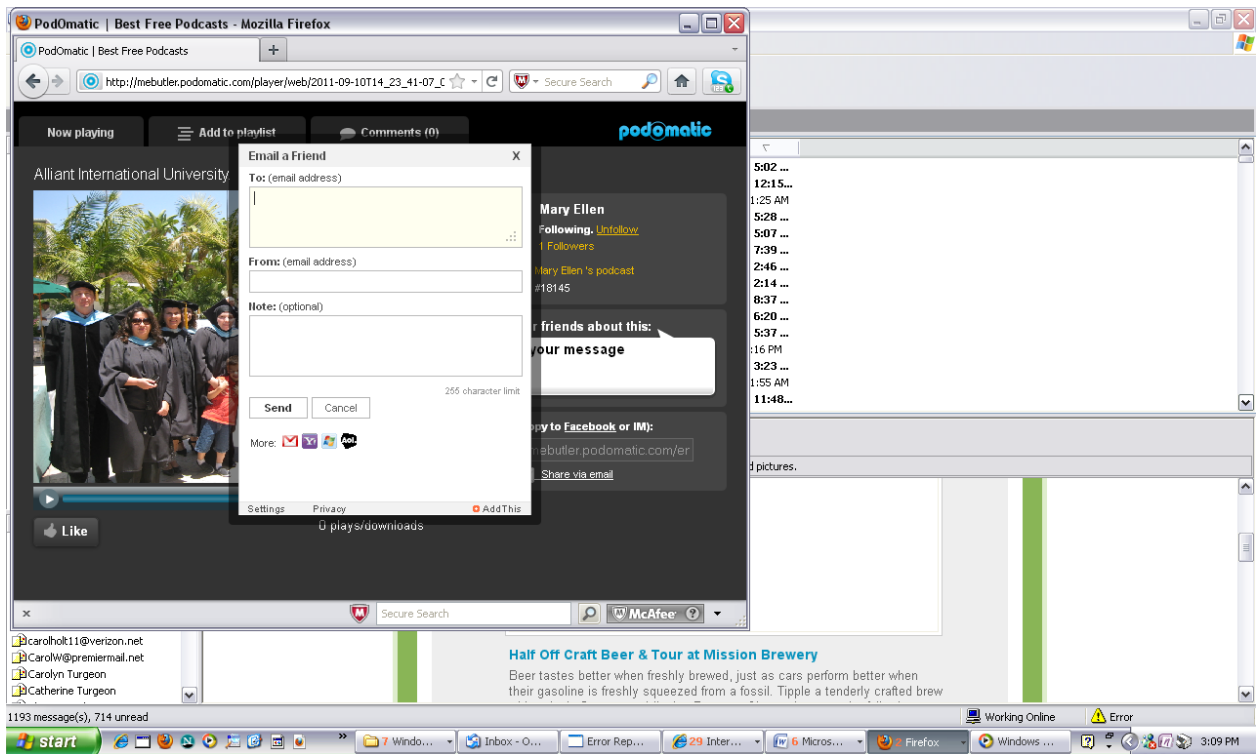 PodOmatic | Best Free Podcasts - Mozilla Firefox
PodOmatic | Best Free Podcasts
http://mebutler.podomatic.com/player/web/2011-09-10T14_23_41-07_
Secure Search
Now playing
Add to playlist
Comments (0)
podomatic
Alliant International University
Email a Friend
X
To: (email address)
From: (email address)
Note: (optional)
255 character limit
Send
Cancel
More:
Aol.
Settings
Privacy
AddThis
Mary Ellen
Following. Unfollow
1 Followers
Mary Ellen 's podcast
#18145
friends about this:
your message
to Facebook or IM):
mebutler.podomatic.com/er
Share via email
0 plays/downloads
Like
5:02 ...
12:15...
1:25 AM
5:28 ...
5:07 ...
7:39 ...
2:46 ...
2:14 ...
8:37 ...
6:20 ...
5:37 ...
:16 PM
3:23 ...
1:55 AM
11:48...
pictures.
Secure Search
McAfee
carolholt11@verizon.net
CarolW@premiermail.net
Carolyn Turgeon
Catherine Turgeon
Half Off Craft Beer & Tour at Mission Brewery
Beer tastes better when freshly brewed, just as cars perform better when
their gasoline is freshly squeezed from a fossil. Tipple a tenderly crafted brew
1193 message(s), 714 unread
Working Online
Error
start
7 Windo...
Inbox - O...
Error Rep...
29 Inter...
6 Micros...
2 Firefox
Windows ...
3:09 PM